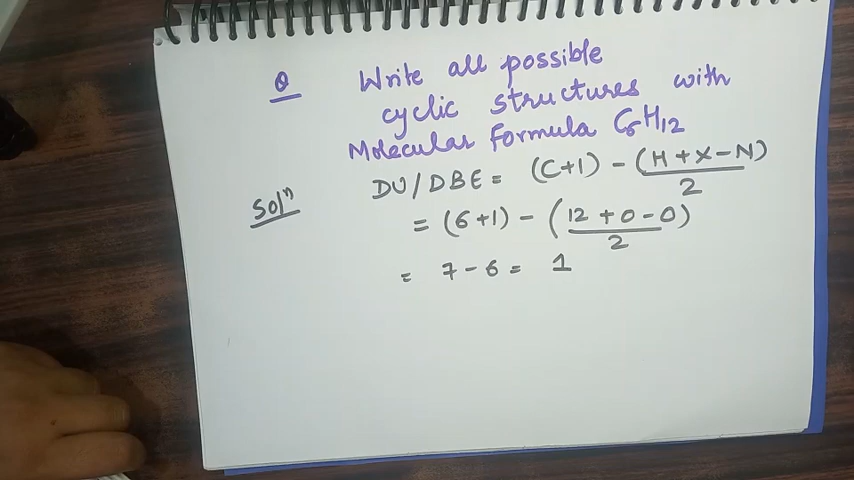 Q Write all possible
cyclic structures with
Molecular Formula C6H12
Solⁿ DU/DBE = (C+1) - (H+X-N)/2
= (6+1) - (12+0-0)/2
= 7-6 = 1